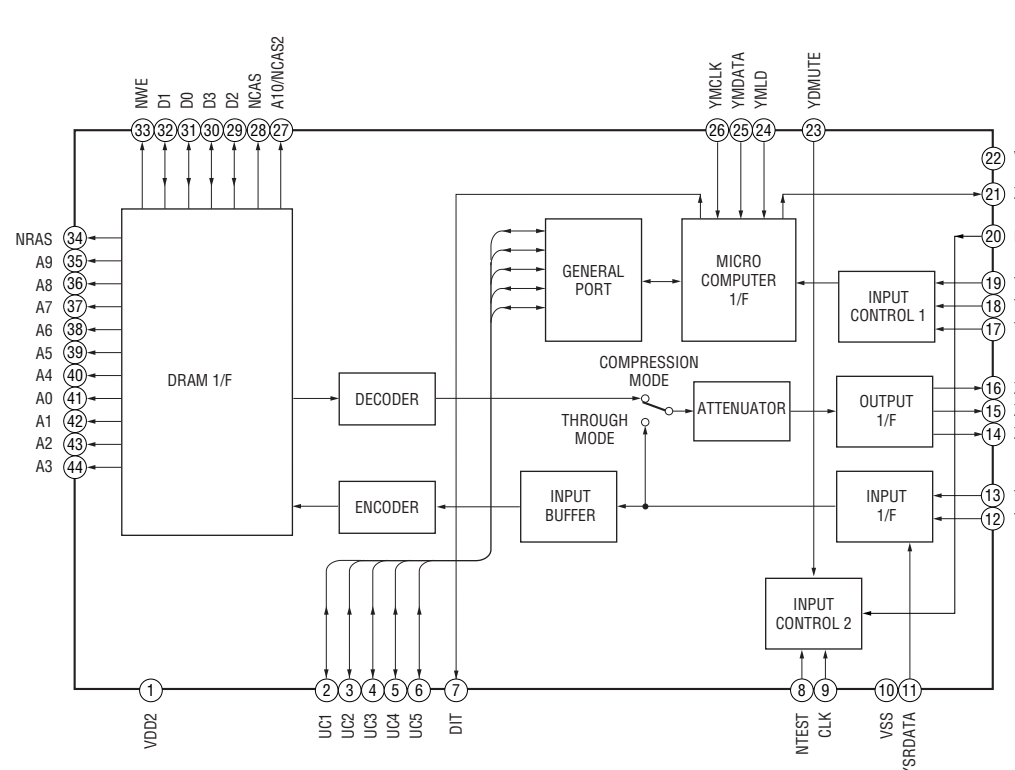 NWE
D1
D0
D3
D2
NCAS
A10/NCAS2
YMCLK
YMDATA
YMLD
YDMUTE
33
32
31
30
29
28
27
26
25
24
23
22
21
20
19
18
17
16
15
14
13
12
NRAS 34
A9 35
A8 36
A7 37
A6 38
A5 39
A4 40
A0 41
A1 42
A2 43
A3 44
DRAM 1/F
GENERAL
PORT
MICRO
COMPUTER
1/F
INPUT
CONTROL 1
COMPRESSION
MODE
THROUGH
MODE
DECODER
ATTENUATOR
OUTPUT
1/F
ENCODER
INPUT
BUFFER
INPUT
1/F
INPUT
CONTROL 2
1
2
3
4
5
6
7
8
9
10
11
VDD2
UC1
UC2
UC3
UC4
UC5
DIT
NTEST
CLK
VSS
YSRDATA